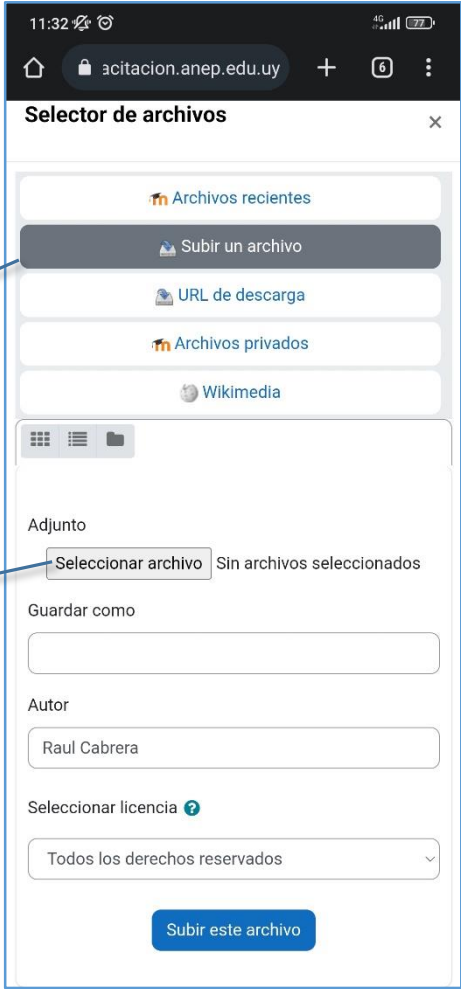 11:32
4G
77
acitacion.anep.edu.uy
6
Selector de archivos
×
Archivos recientes
Subir un archivo
URL de descarga
Archivos privados
Wikimedia
Adjunto
Seleccionar archivo Sin archivos seleccionados
Guardar como
Autor
Raul Cabrera
Seleccionar licencia ?
Todos los derechos reservados
Subir este archivo